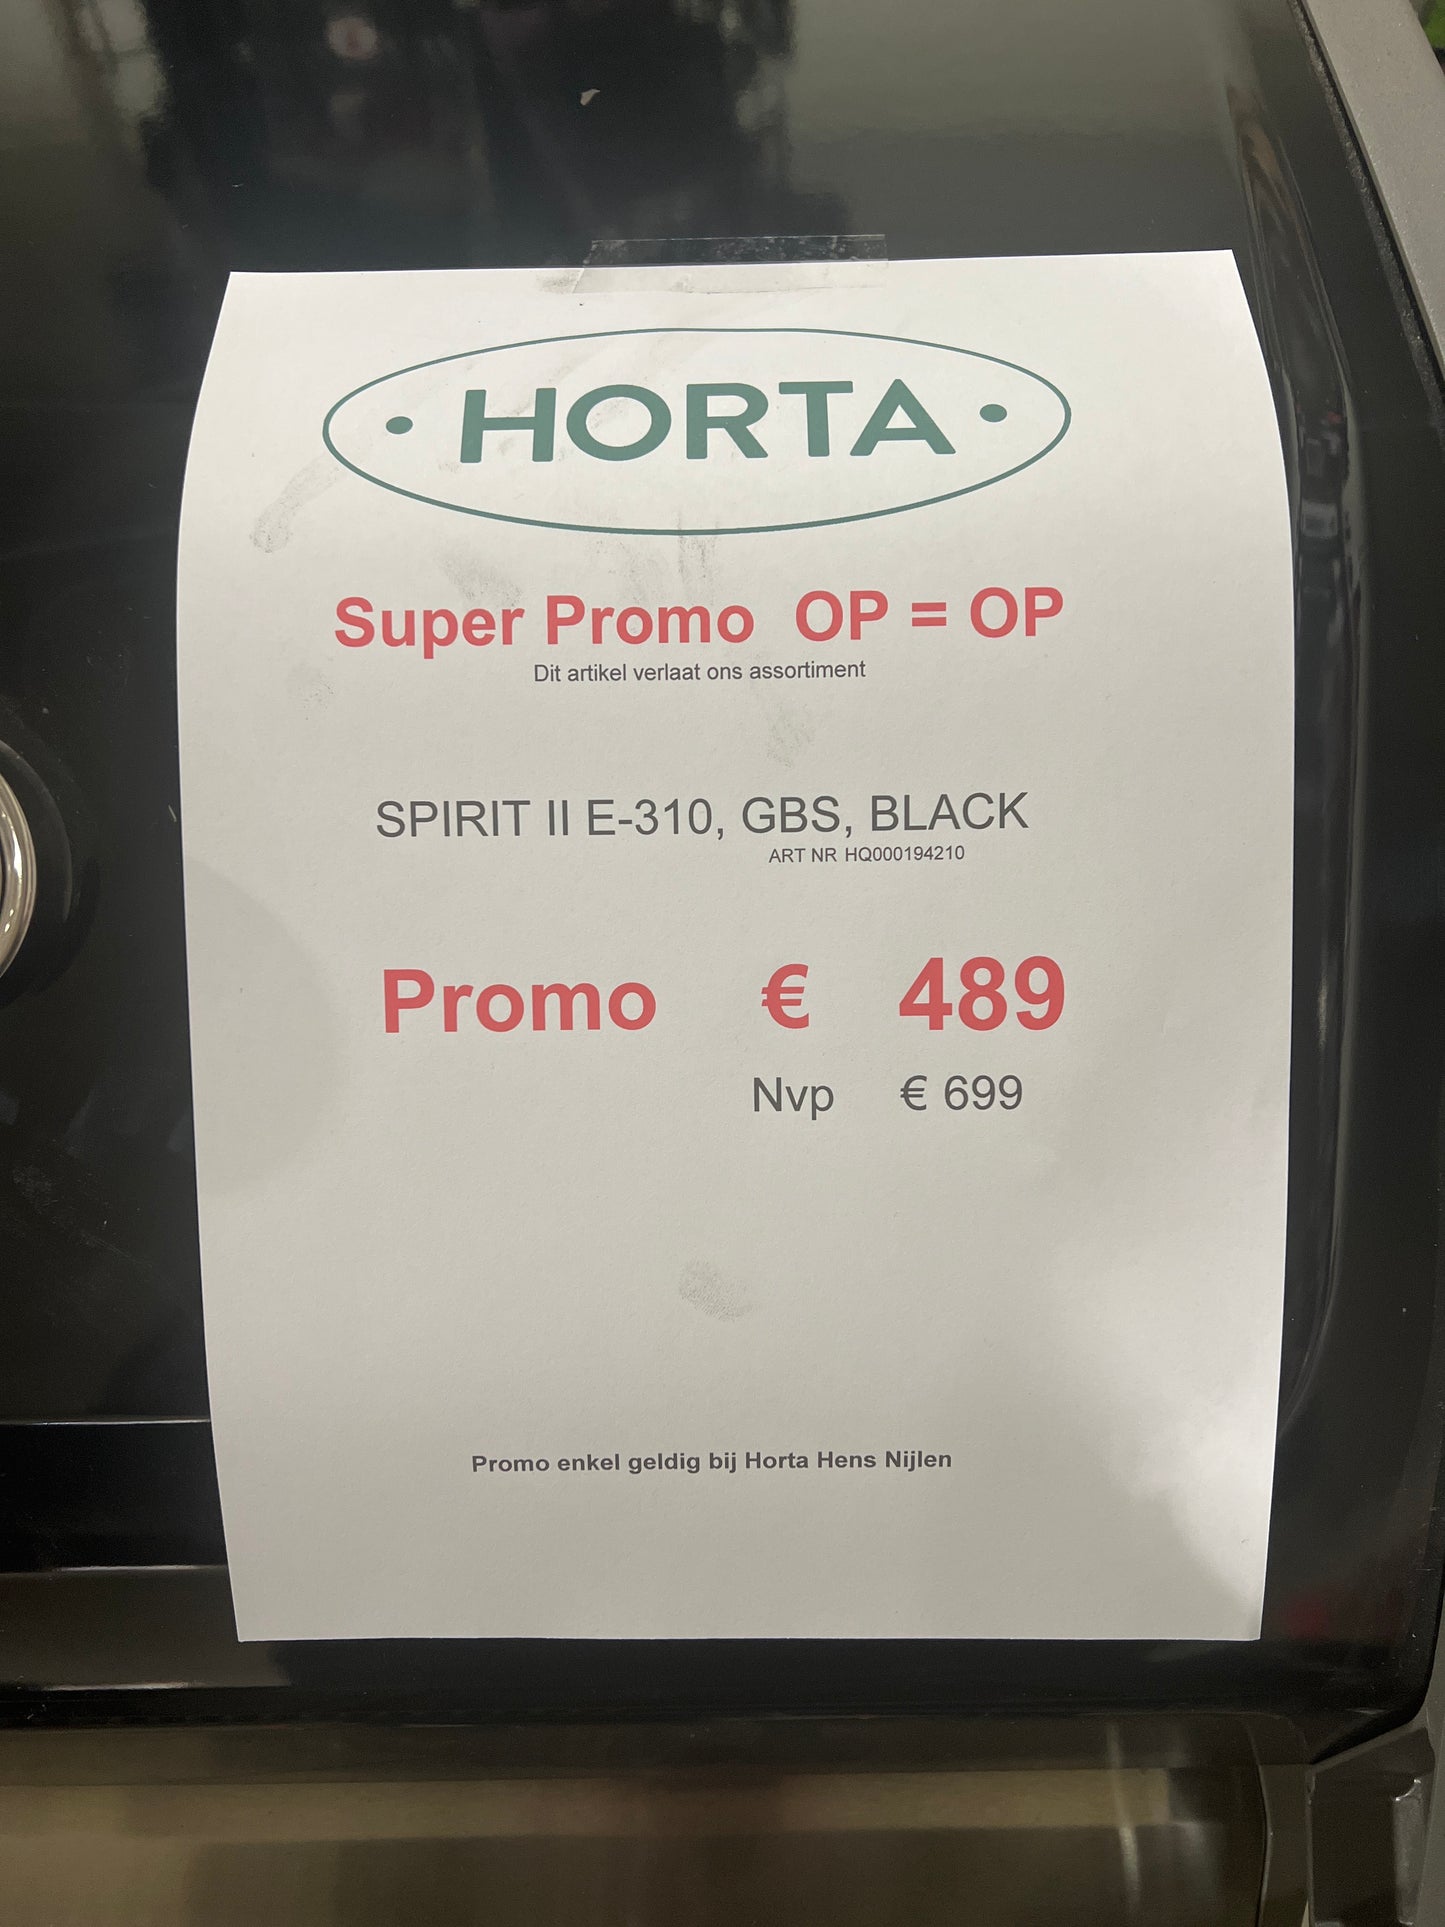 • HORTA •
Super Promo OP = OP
Dit artikel verlaat ons assortiment
SPIRIT II E-310, GBS, BLACK
ART NR HQ000194210
Promo € 489
Nvp € 699
Promo enkel geldig bij Horta Hens Nijlen